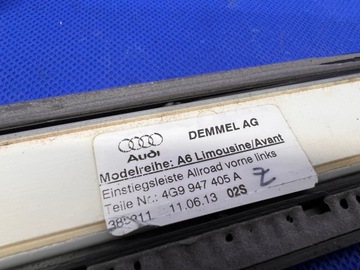 DEMMEL AG
Audi
Modelreihe: A6 Limousine/Avant
Einstiegsleiste Allroad vorne links
Teile Nr.: 4G9 947 405 A
11.06.13 02S